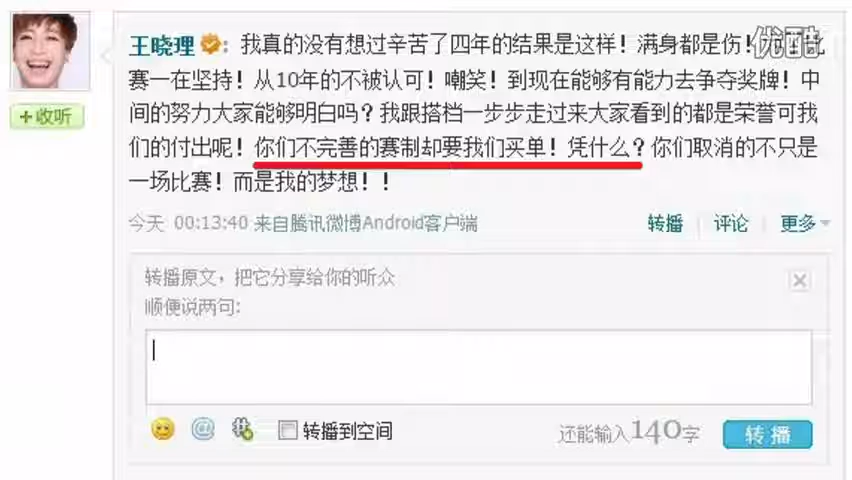 王晓理：我真的没有想过辛苦了四年的结果是这样！满身都是伤！比
赛一在坚持！从10年的不被认可！嘲笑！到现在能够有能力去争夺奖牌！中
间的努力大家能够明白吗？我跟搭档一步步走过来大家看到的都是荣誉可我
们的付出呢！你们不完善的赛制却要我们买单！凭什么？你们取消的不只是
一场比赛！而是我的梦想！！
优酷
+收听
今天 00:13:40 来自腾讯微博Android客户端 转播 评论 更多
转播原文，把它分享给你的听众
顺便说两句:
转播到空间 还能输入140字 转播